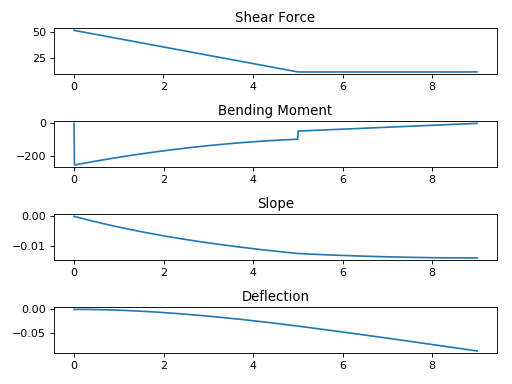 Shear Force
50
25
0 2 4 6 8
Bending Moment
0
−200
0 2 4 6 8
Slope
0.00
−0.01
0 2 4 6 8
Deflection
0.00
−0.05
0 2 4 6 8